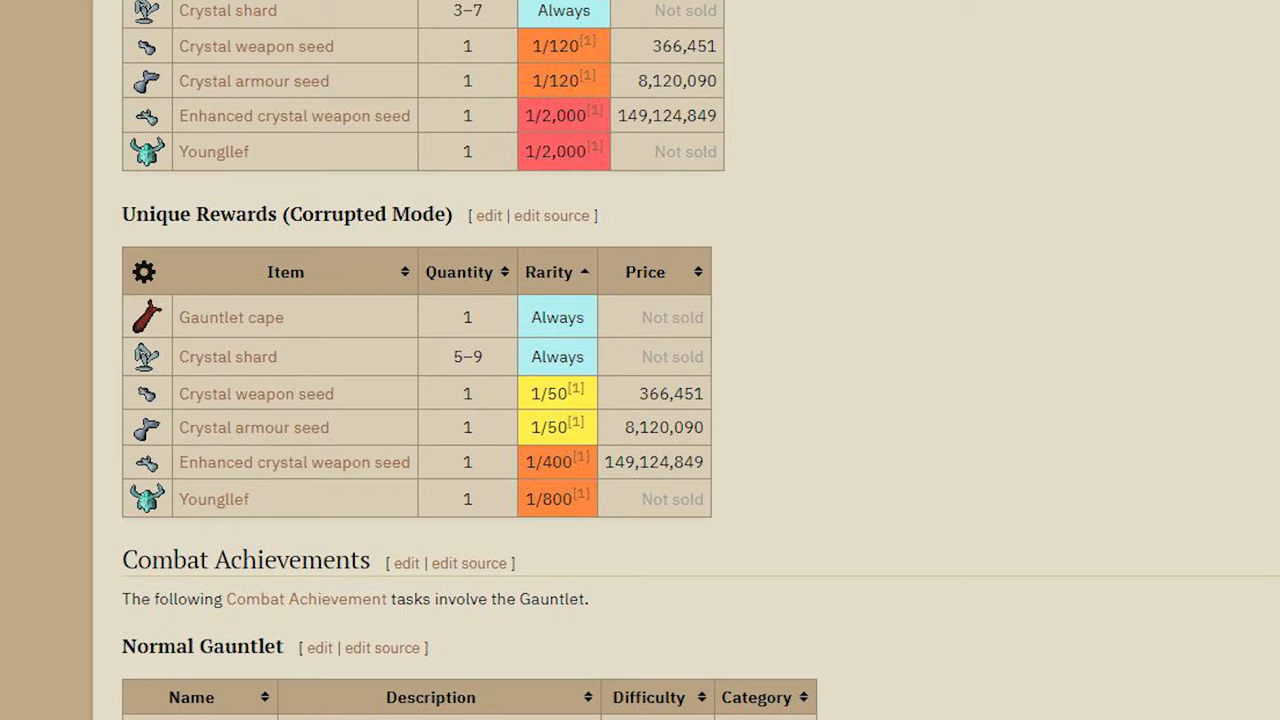 Crystal shard 3–7 Always Not sold
Crystal weapon seed 1 1/120[1] 366,451
Crystal armour seed 1 1/120[1] 8,120,090
Enhanced crystal weapon seed 1 1/2,000[1] 149,124,849
Youngllef 1 1/2,000[1] Not sold
Unique Rewards (Corrupted Mode) [ edit | edit source ]
Item Quantity Rarity Price
Gauntlet cape 1 Always Not sold
Crystal shard 5–9 Always Not sold
Crystal weapon seed 1 1/50[1] 366,451
Crystal armour seed 1 1/50[1] 8,120,090
Enhanced crystal weapon seed 1 1/400[1] 149,124,849
Youngllef 1 1/800[1] Not sold
Combat Achievements [ edit | edit source ]
The following Combat Achievement tasks involve the Gauntlet.
Normal Gauntlet [ edit | edit source ]
Name Description Difficulty Category